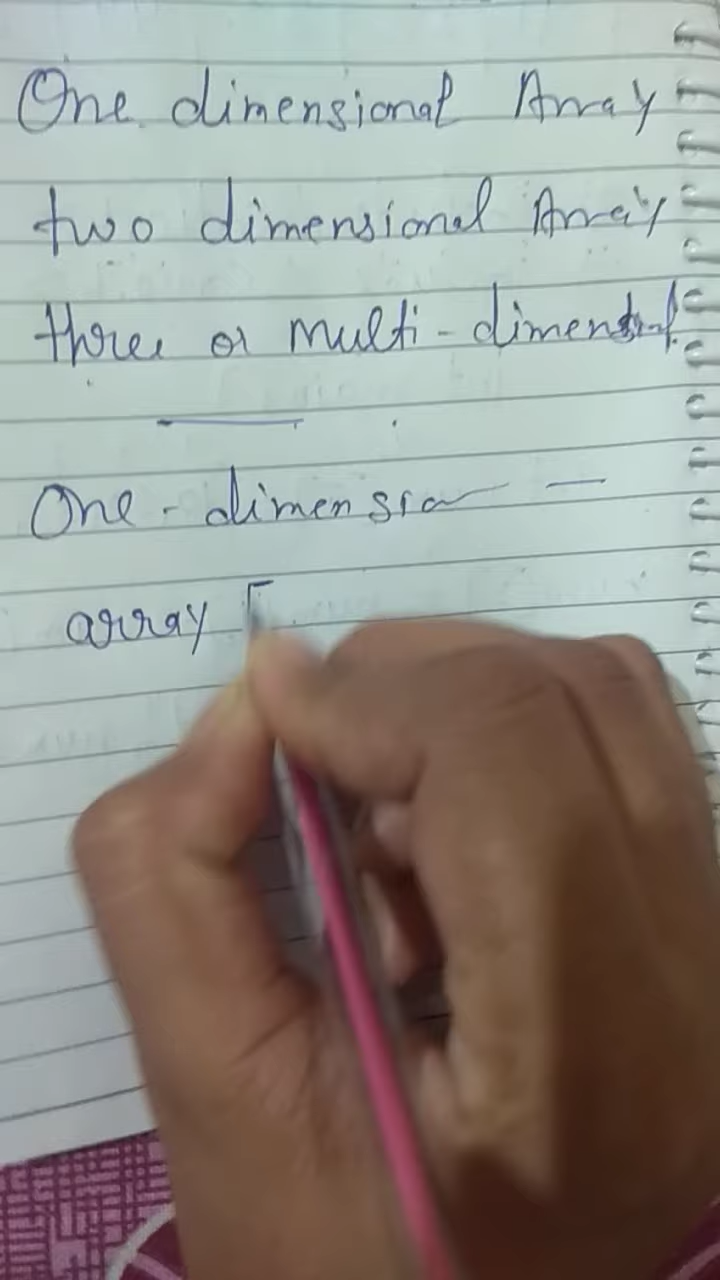 One dimensional Array
two dimensional Array
three or multi-dimensional
One-dimension —
array [